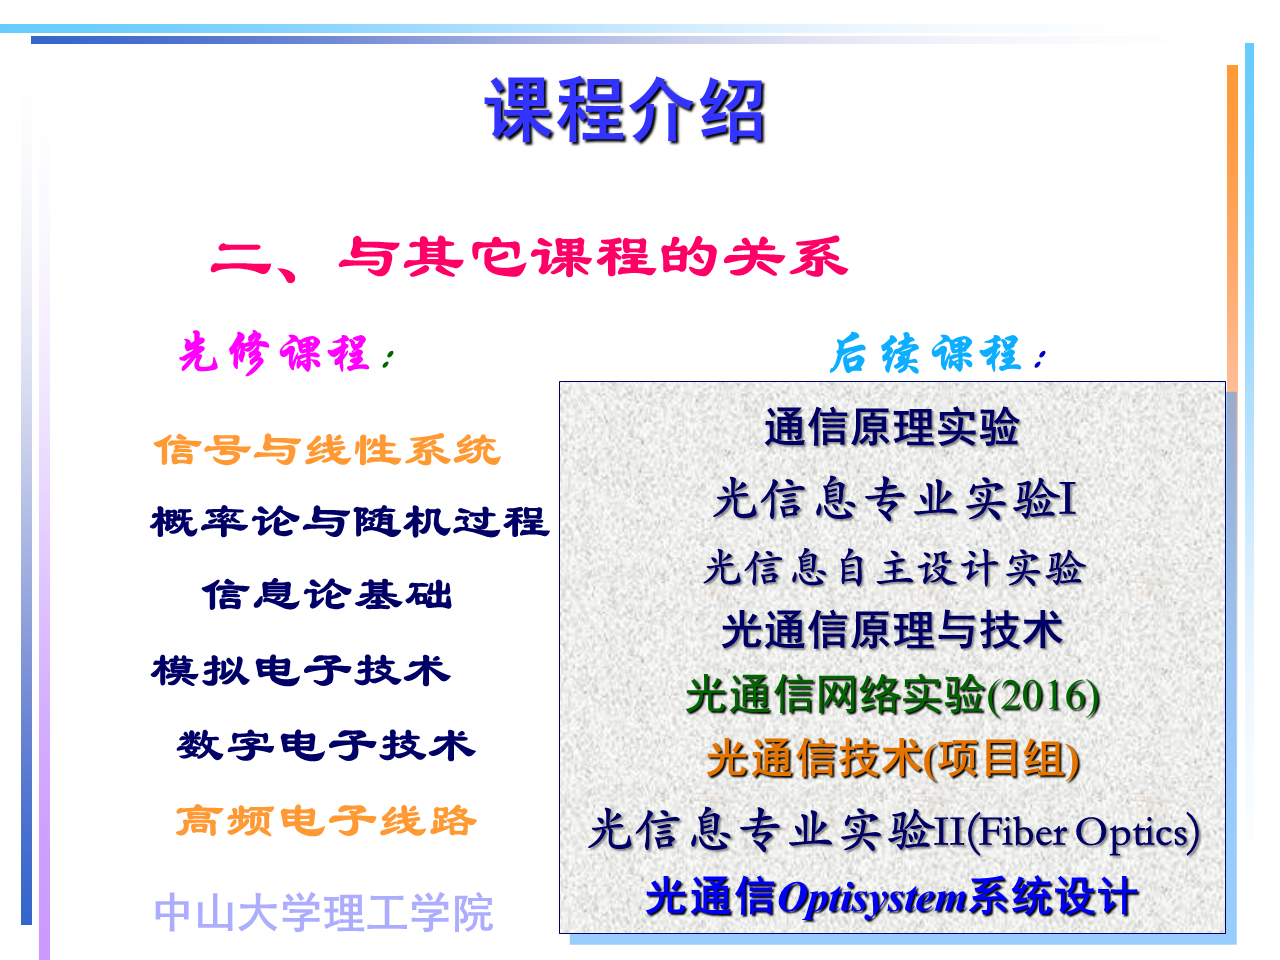 课程介绍
二、与其它课程的关系
先修课程：
信号与线性系统
概率论与随机过程
信息论基础
模拟电子技术
数字电子技术
高频电子线路
后续课程：
通信原理实验
光信息专业实验I
光信息自主设计实验
光通信原理与技术
光通信网络实验(2016)
光通信技术(项目组)
光信息专业实验II(Fiber Optics)
光通信Optisystem系统设计
中山大学理工学院